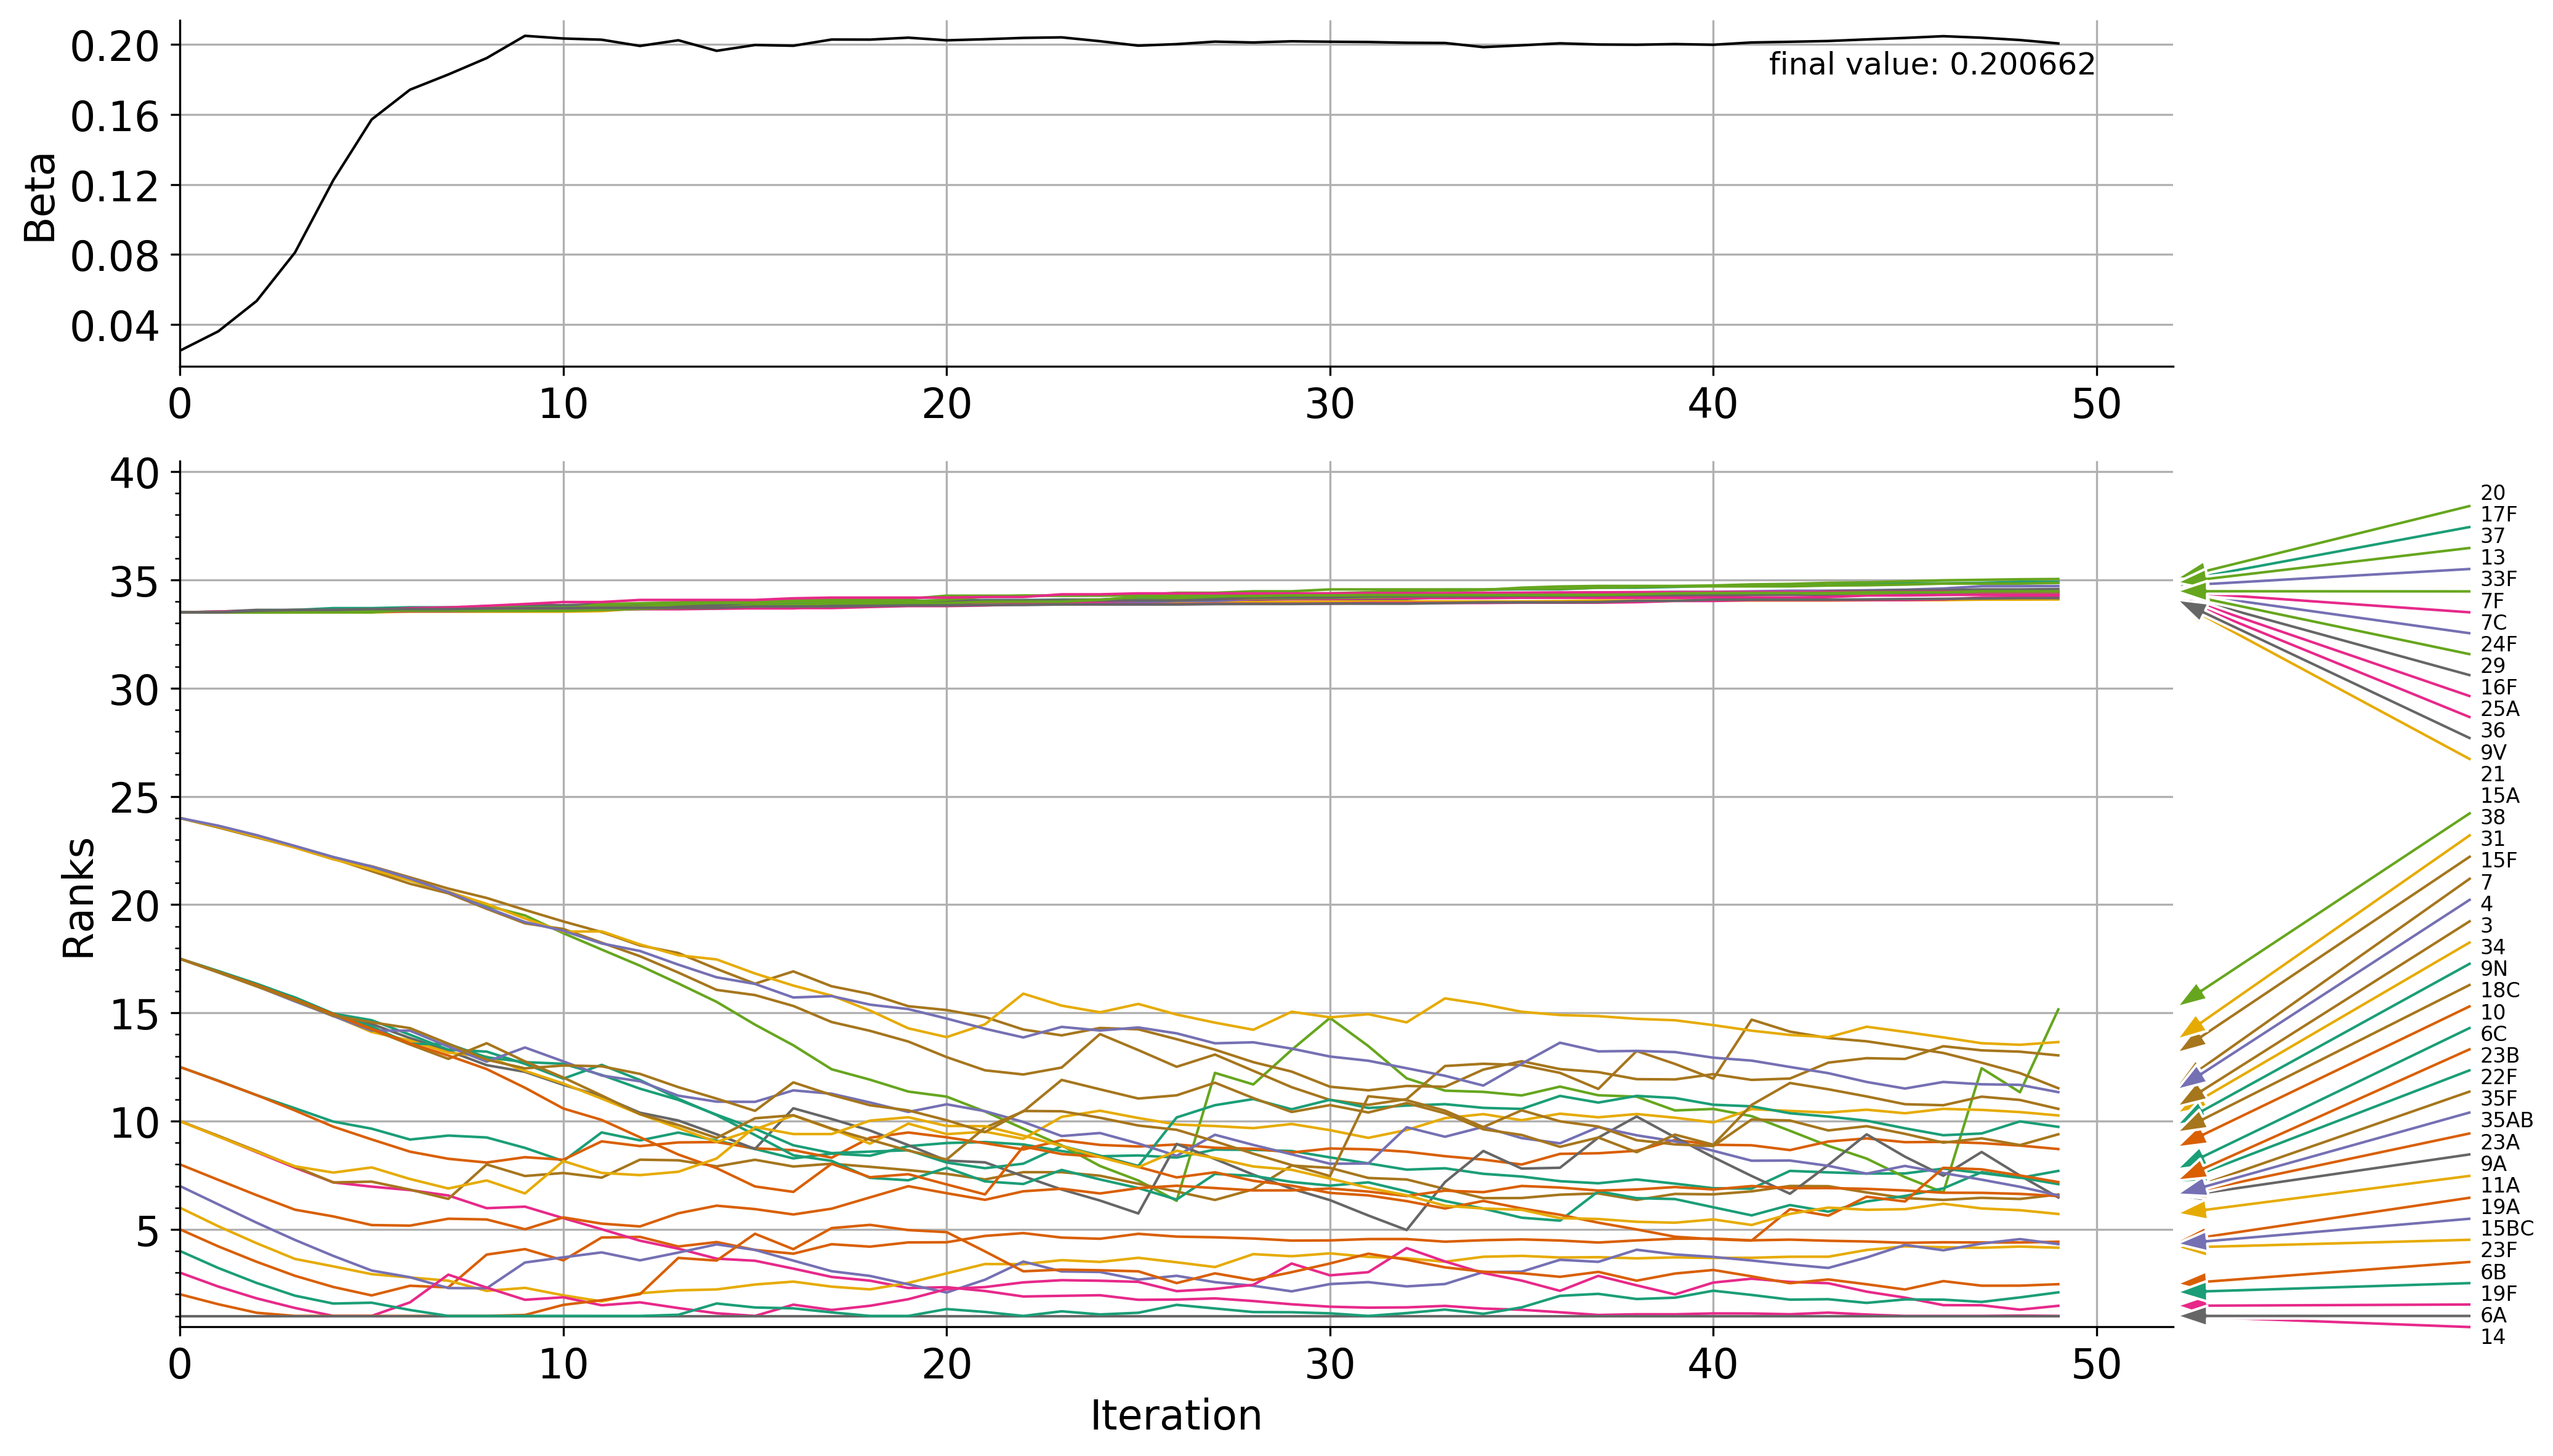 Beta
0.20
0.16
0.12
0.08
0.04
final value: 0.200662
0 10 20 30 40 50
Ranks
40
35
30
25
20
15
10
5
0 10 20 30 40 50
Iteration
20
17F
37
13
33F
7F
7C
24F
29
16F
25A
36
9V
21
15A
38
31
15F
7
4
3
34
9N
18C
10
6C
23B
22F
35F
35AB
23A
9A
11A
19A
15BC
23F
6B
19F
6A
14